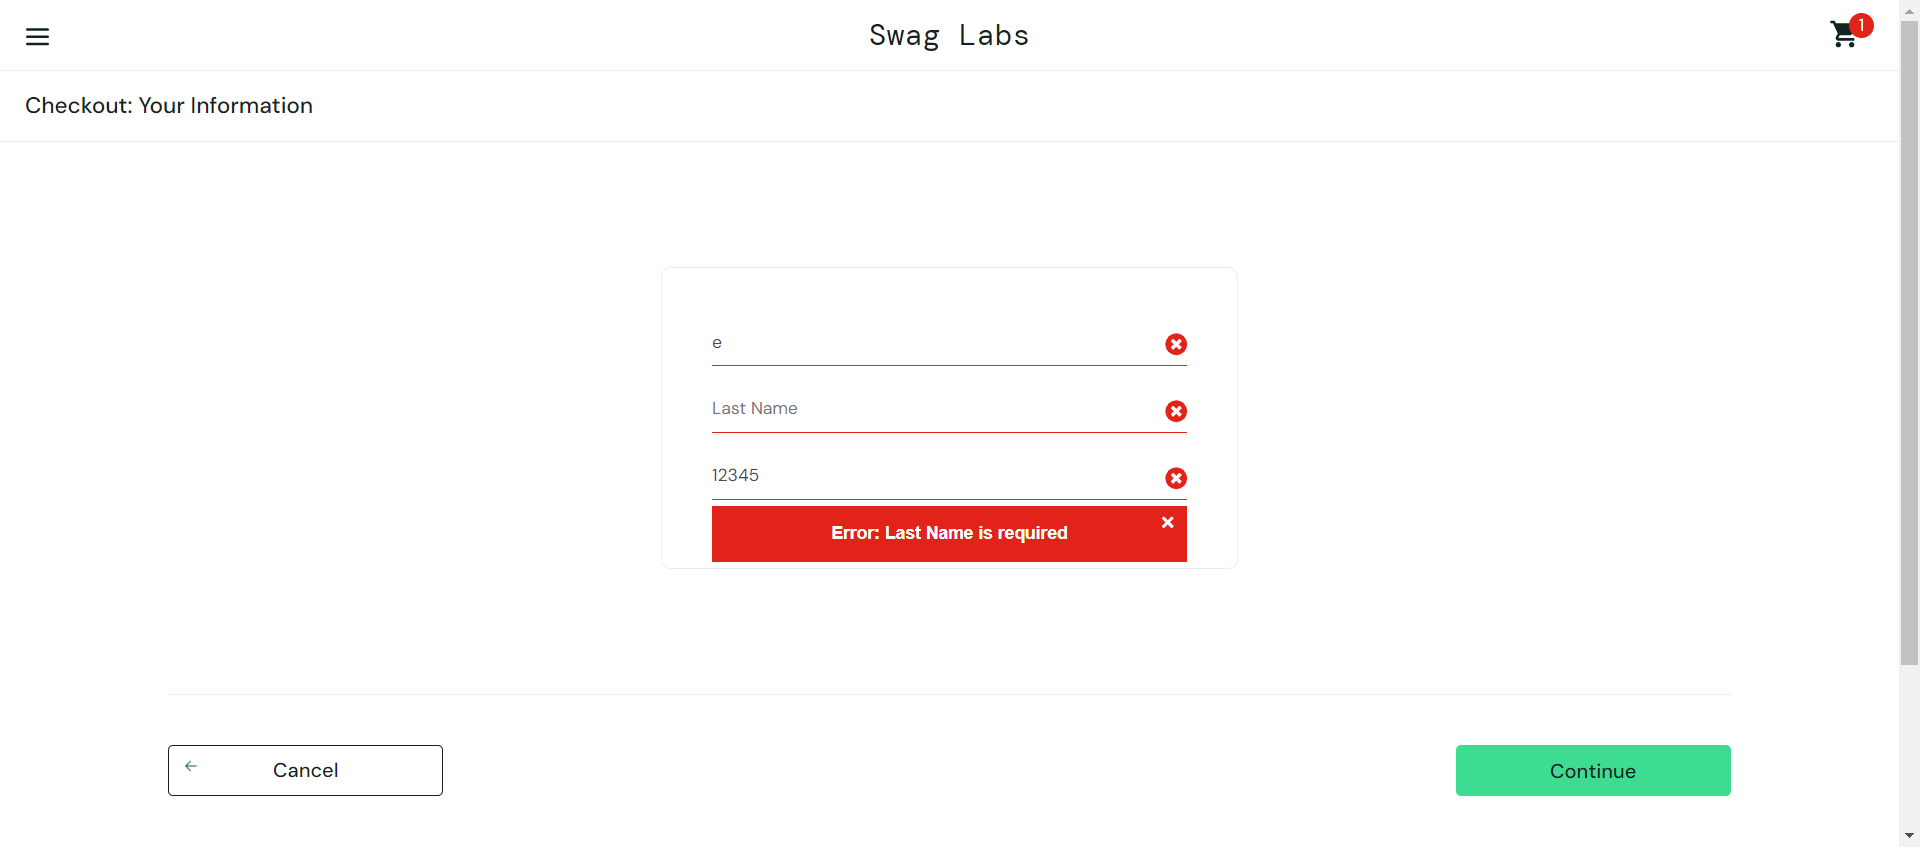 Swag Labs
1
Checkout: Your Information
e
Last Name
12345
Error: Last Name is required
Cancel
Continue